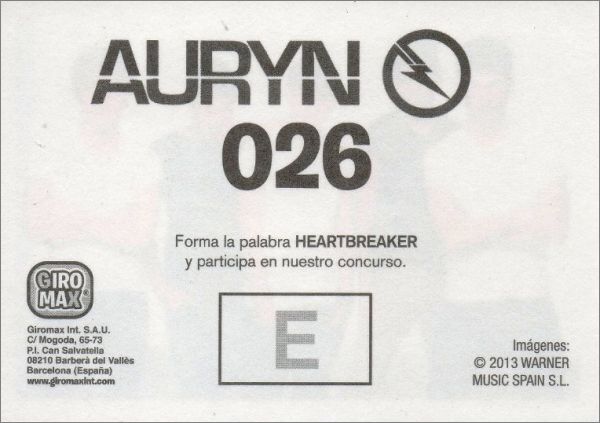 AURYN
026
Forma la palabra HEARTBREAKER
y participa en nuestro concurso.
GIRO
MAX®
E
Giromax Int. S.A.U.
C/ Mogoda, 65-73
P.I. Can Salvatella
08210 Barberà del Vallès
Barcelona (España)
www.giromaxint.com
Imágenes:
© 2013 WARNER
MUSIC SPAIN S.L.